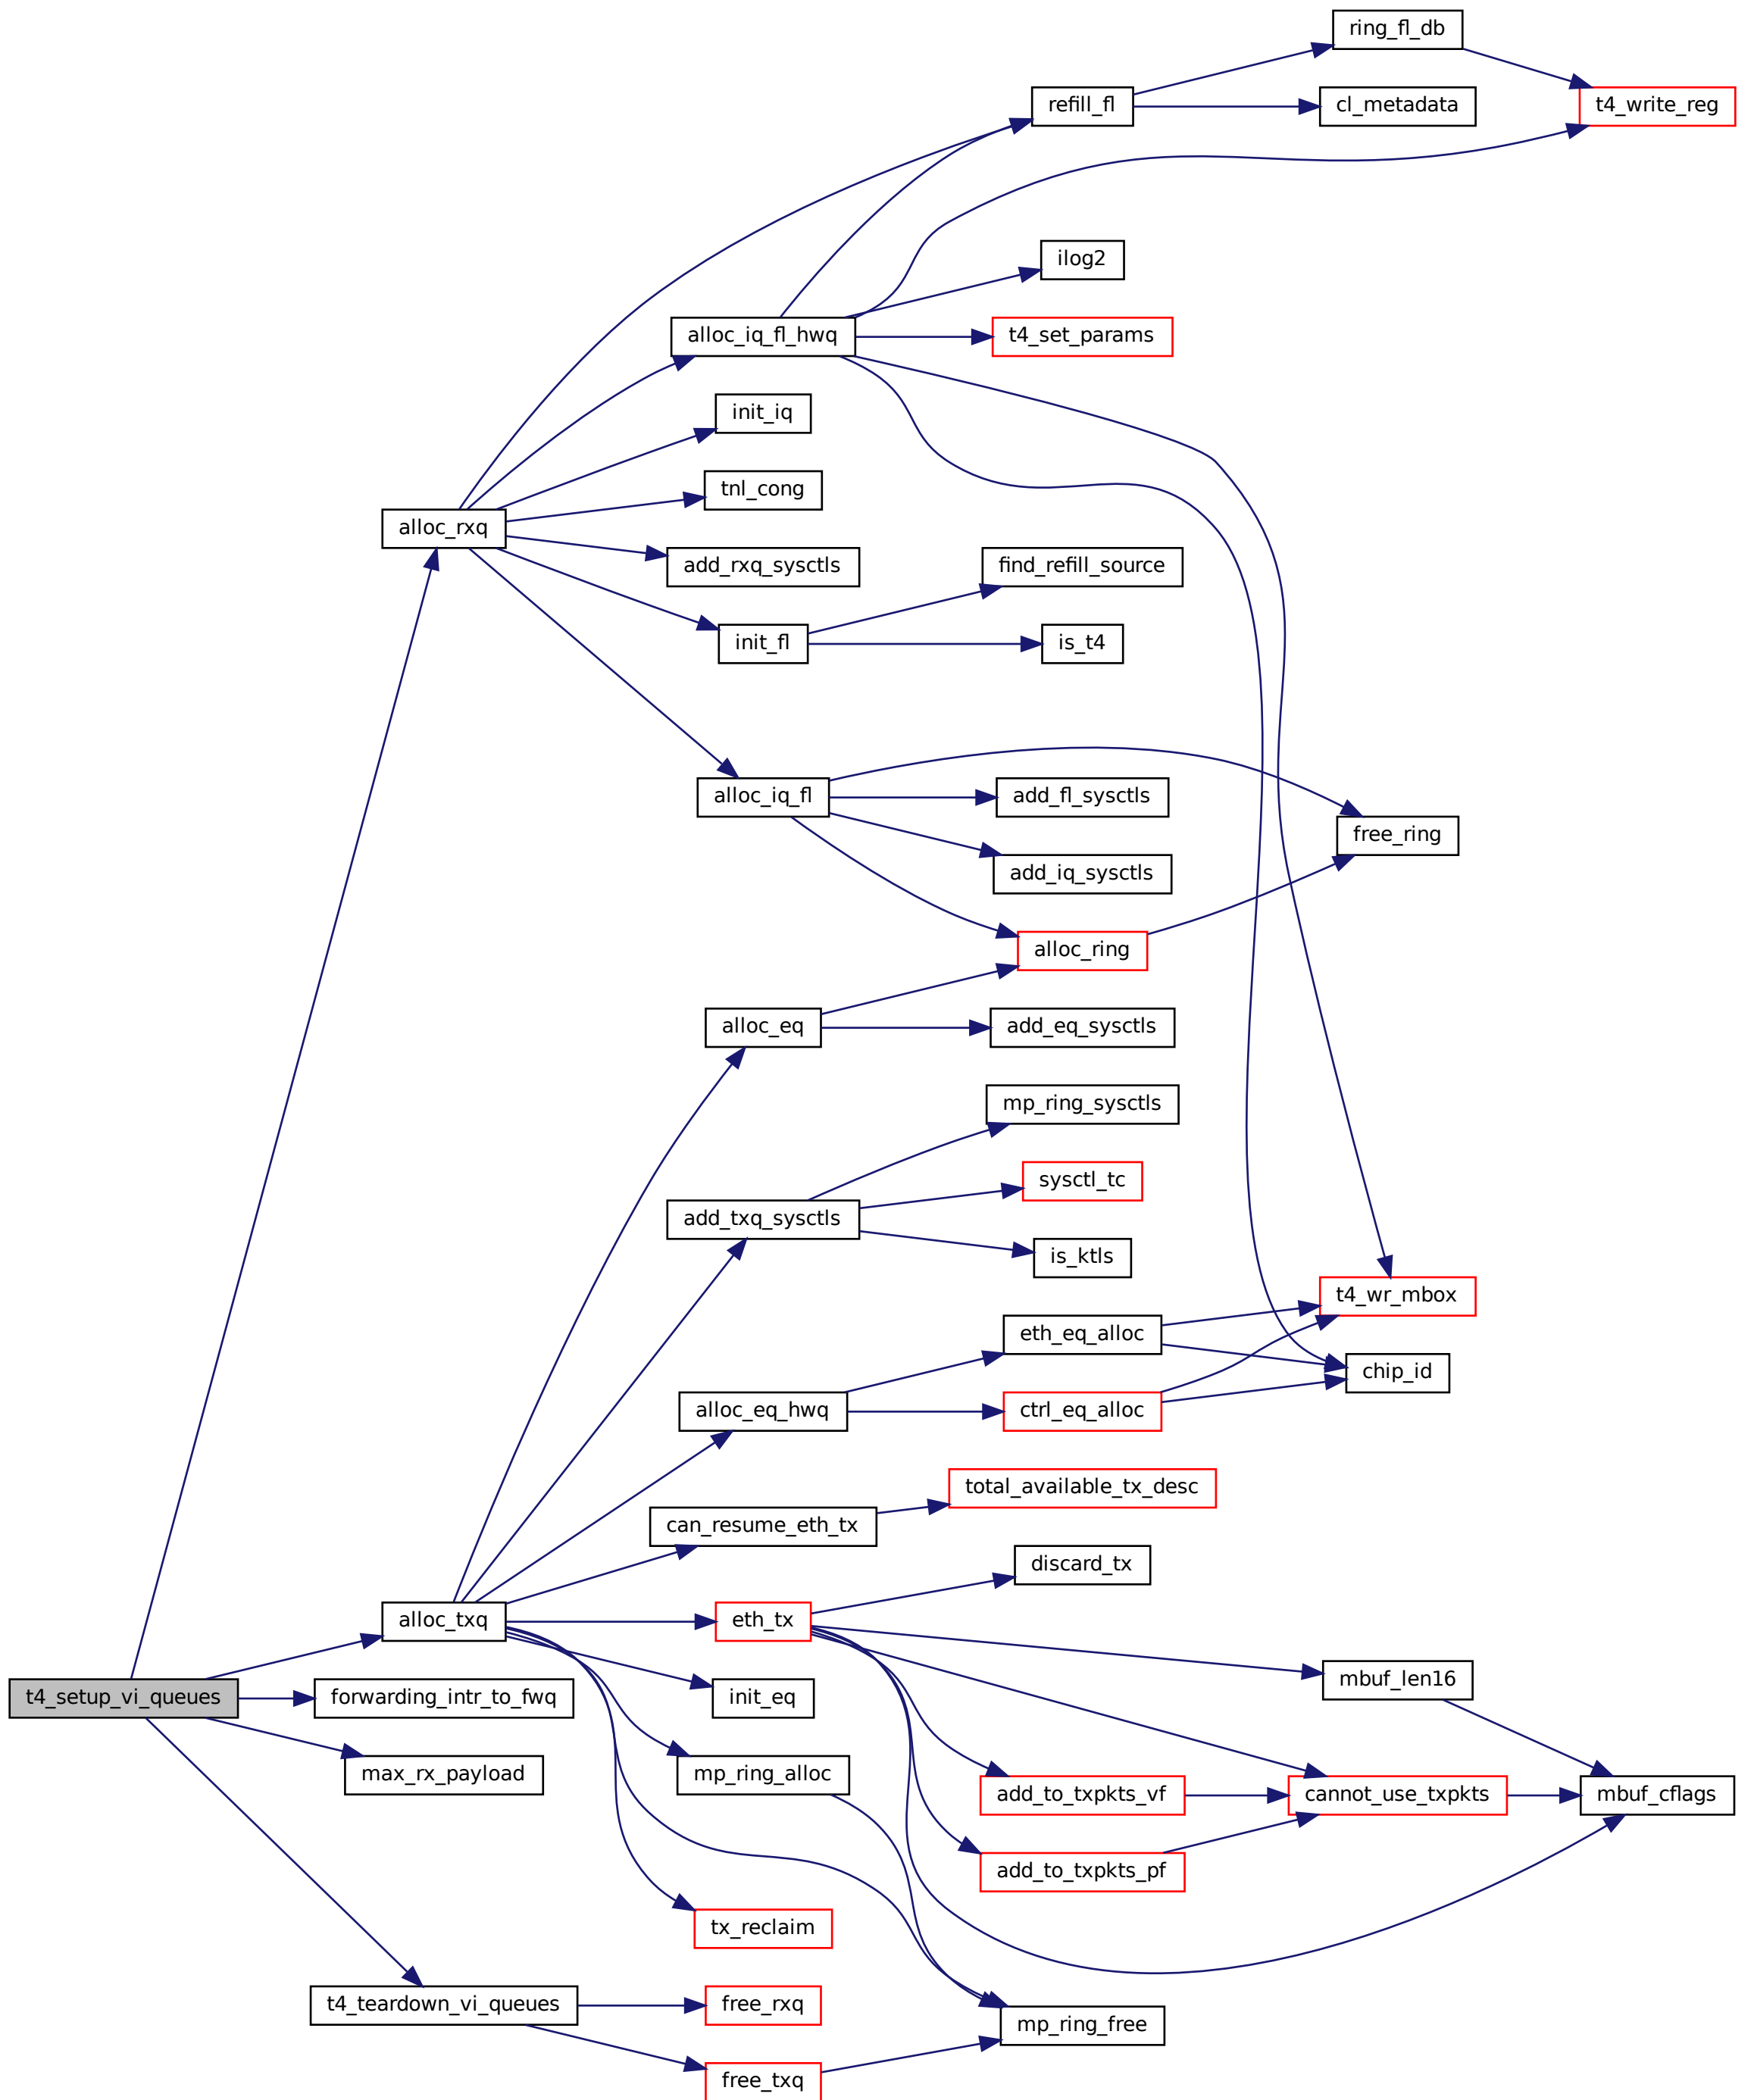 ring_fl_db
refill_fl
cl_metadata
t4_write_reg
ilog2
alloc_iq_fl_hwq
t4_set_params
init_iq
tnl_cong
alloc_rxq
add_rxq_sysctls
find_refill_source
init_fl
is_t4
alloc_iq_fl
add_fl_sysctls
free_ring
add_iq_sysctls
alloc_ring
alloc_eq
add_eq_sysctls
mp_ring_sysctls
sysctl_tc
add_txq_sysctls
is_ktls
t4_wr_mbox
eth_eq_alloc
chip_id
alloc_eq_hwq
ctrl_eq_alloc
total_available_tx_desc
can_resume_eth_tx
discard_tx
alloc_txq
eth_tx
mbuf_len16
t4_setup_vi_queues
forwarding_intr_to_fwq
init_eq
max_rx_payload
mp_ring_alloc
add_to_txpkts_vf
cannot_use_txpkts
mbuf_cflags
add_to_txpkts_pf
tx_reclaim
t4_teardown_vi_queues
free_rxq
mp_ring_free
free_txq